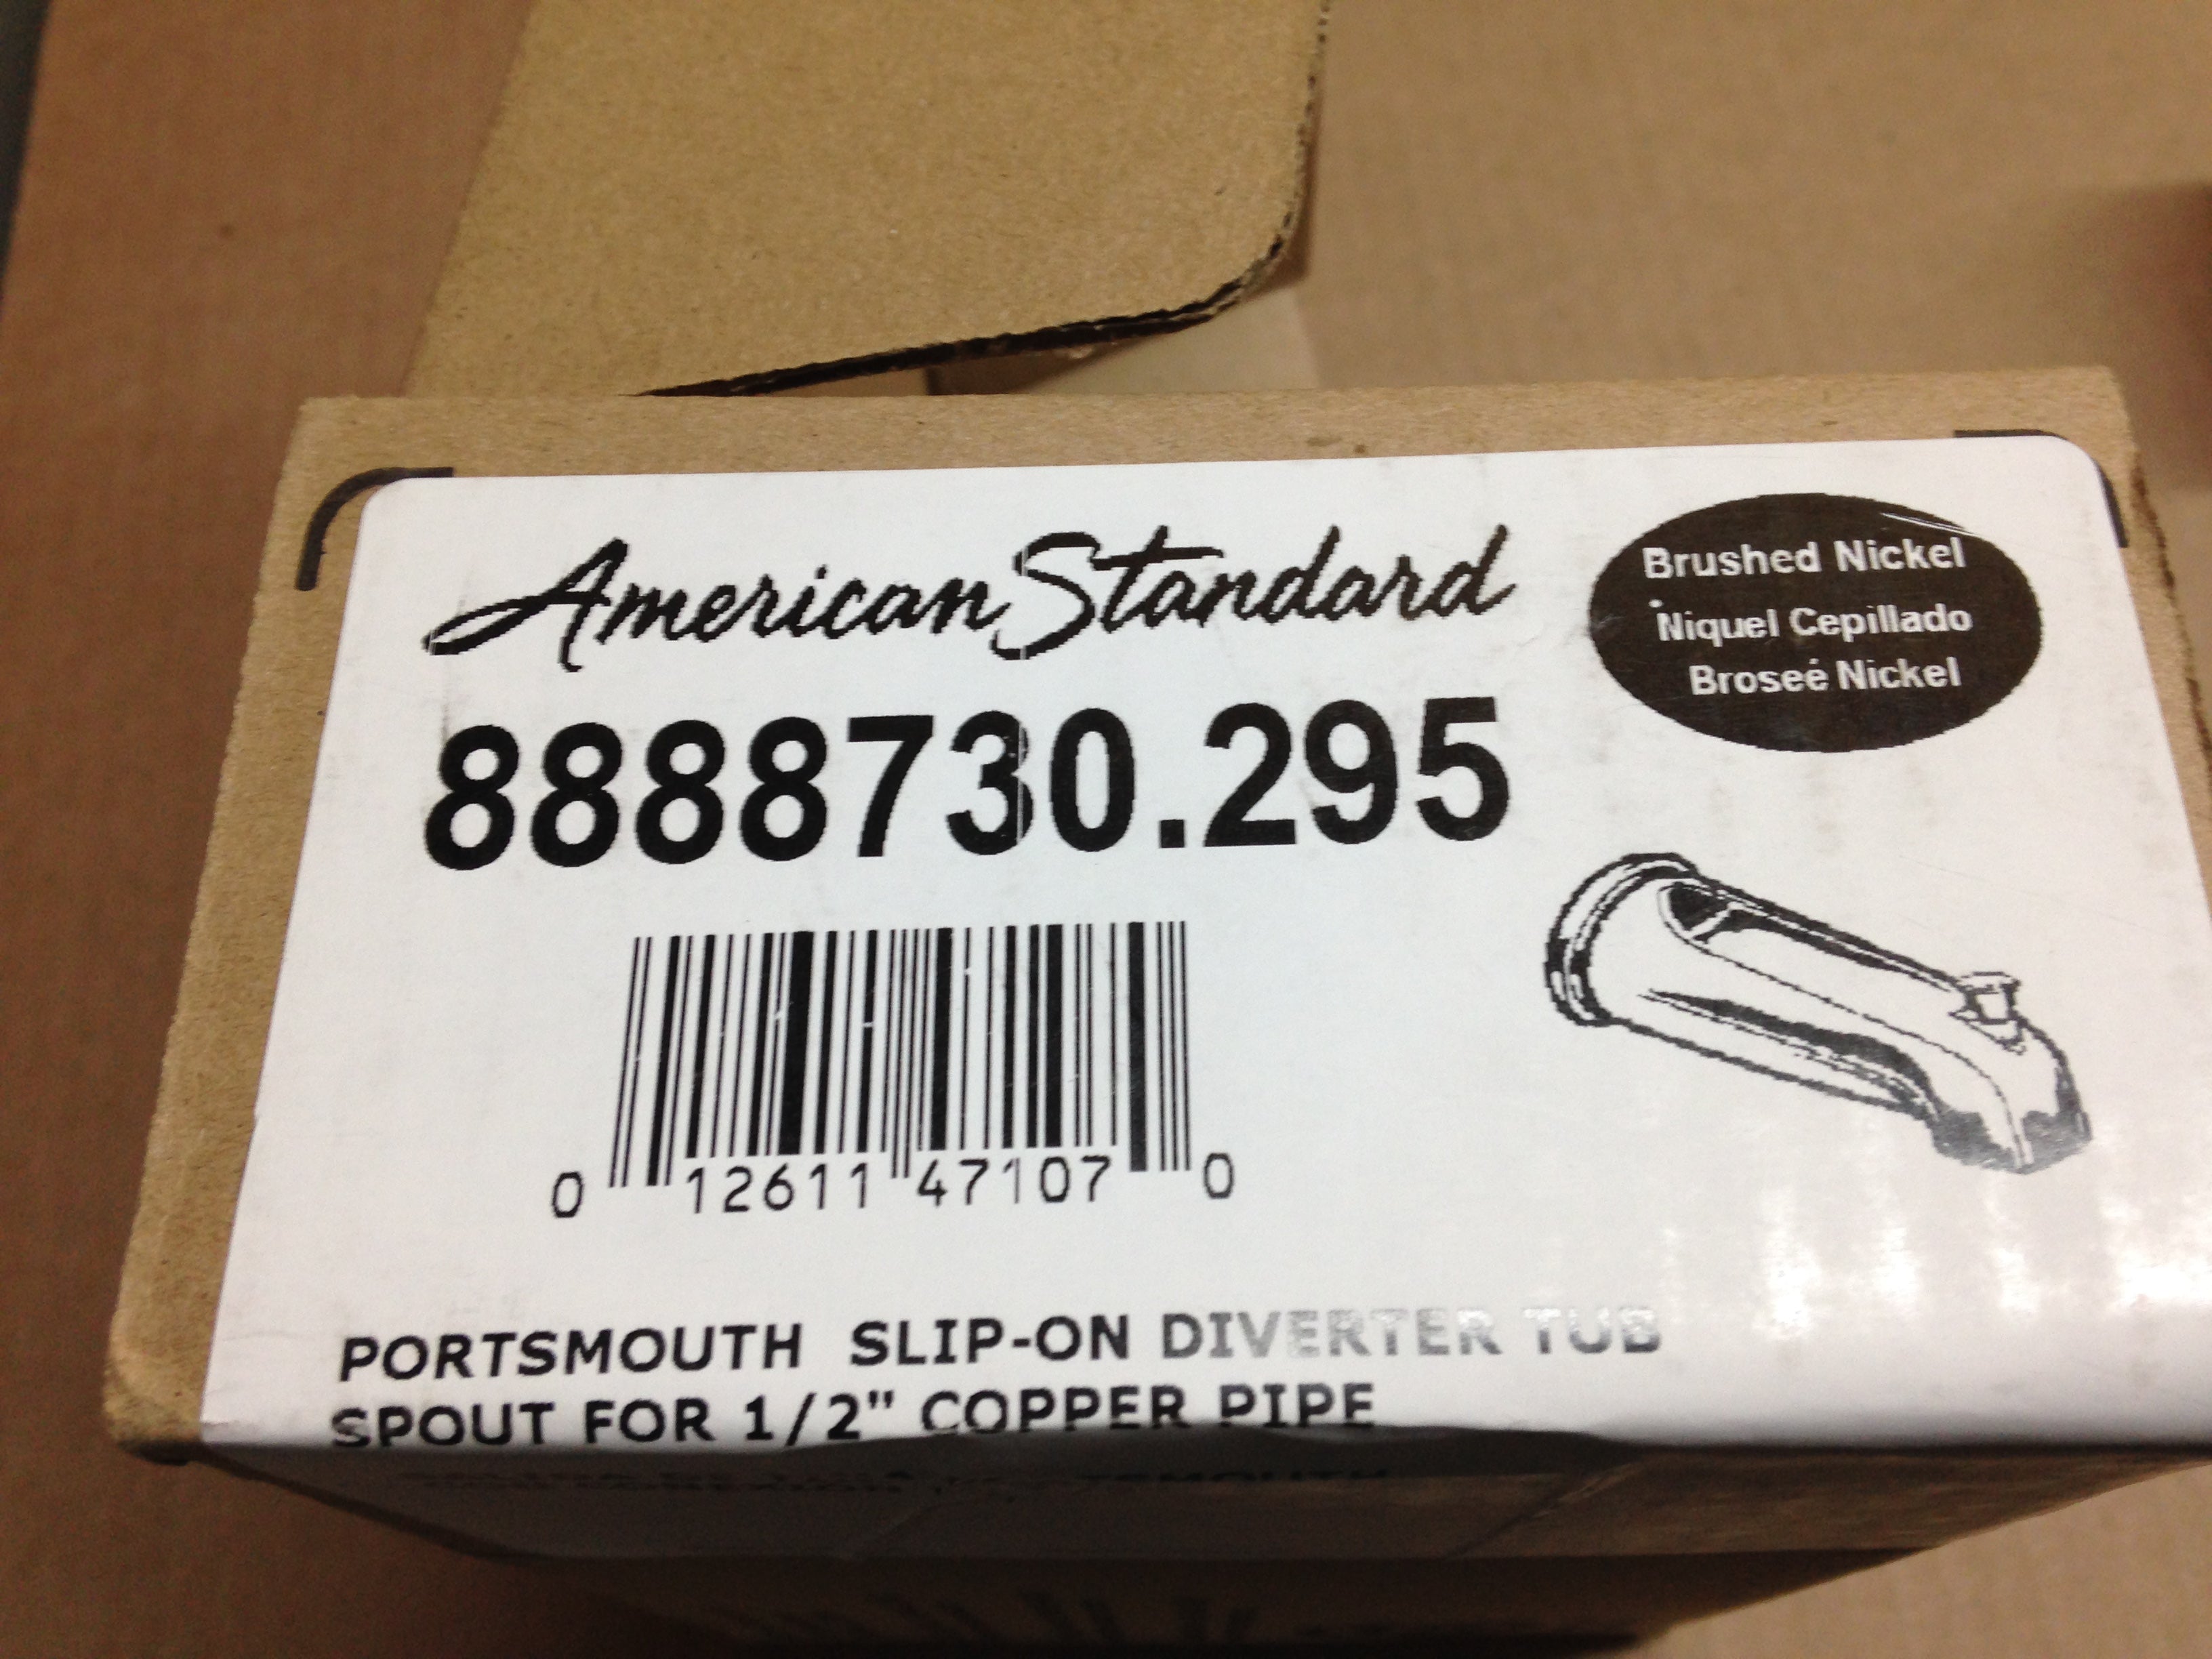 American Standard
Brushed Nickel
Niquel Cepillado
Broseé Nickel
8888730.295
0 12611 47107 0
PORTSMOUTH SLIP-ON DIVERTER TUB
SPOUT FOR 1/2" COPPER PIPE